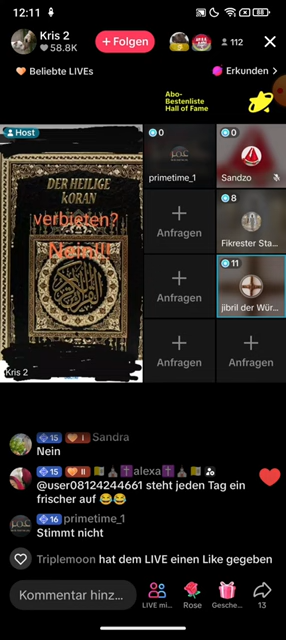 12:11
88
Kris 2
58.8K
+ Folgen
112
Beliebte LIVEs
Erkunden >
Abo-
Bestenliste
Hall of Fame
Host
DER HEILIGE
KORAN
verbieten?
Nein!!!
Kris 2
0
primetime_1
0
Sandzo
Anfragen
8
Fikrester Sta...
Anfragen
11
jibril der Wür...
Anfragen
Anfragen
15 I Sandra
Nein
15 II alexa
@user08124244661 steht jeden Tag ein
frischer auf 😂😂
16 primetime_1
Stimmt nicht
Triplemoon hat dem LIVE einen Like gegeben
Kommentar hinz...
LIVE mi...
Rose
Gesche...
13